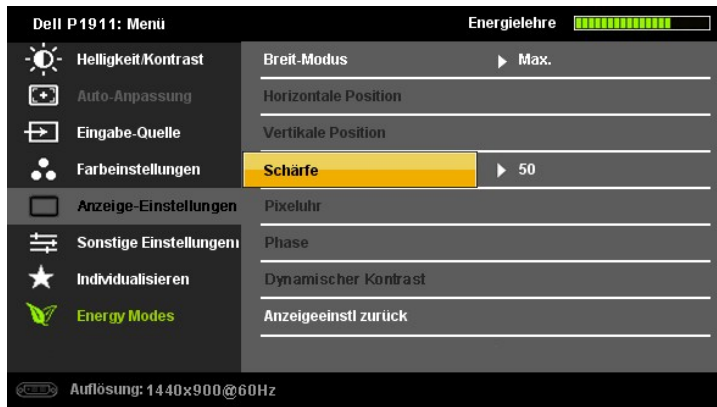 Dell P1911: Menü Energielehre
Helligkeit/Kontrast Breit-Modus Max.
Auto-Anpassung Horizontale Position
Eingabe-Quelle Vertikale Position
Farbeinstellungen Schärfe 50
Anzeige-Einstellungen Pixeluhr
Sonstige Einstellungenı Phase
Individualisieren Dynamischer Kontrast
Energy Modes Anzeigeeinstl zurück
Auflösung: 1440x900@60Hz